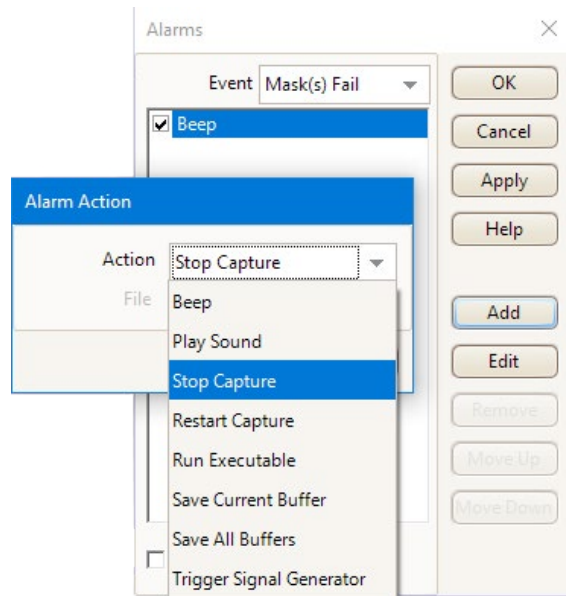 Alarms
Event Mask(s) Fail
OK
Beep
Cancel
Apply
Alarm Action
Help
Action Stop Capture
File
Beep
Add
Play Sound
Edit
Stop Capture
Remove
Restart Capture
Move Up
Run Executable
Save Current Buffer
Move Down
Save All Buffers
Trigger Signal Generator